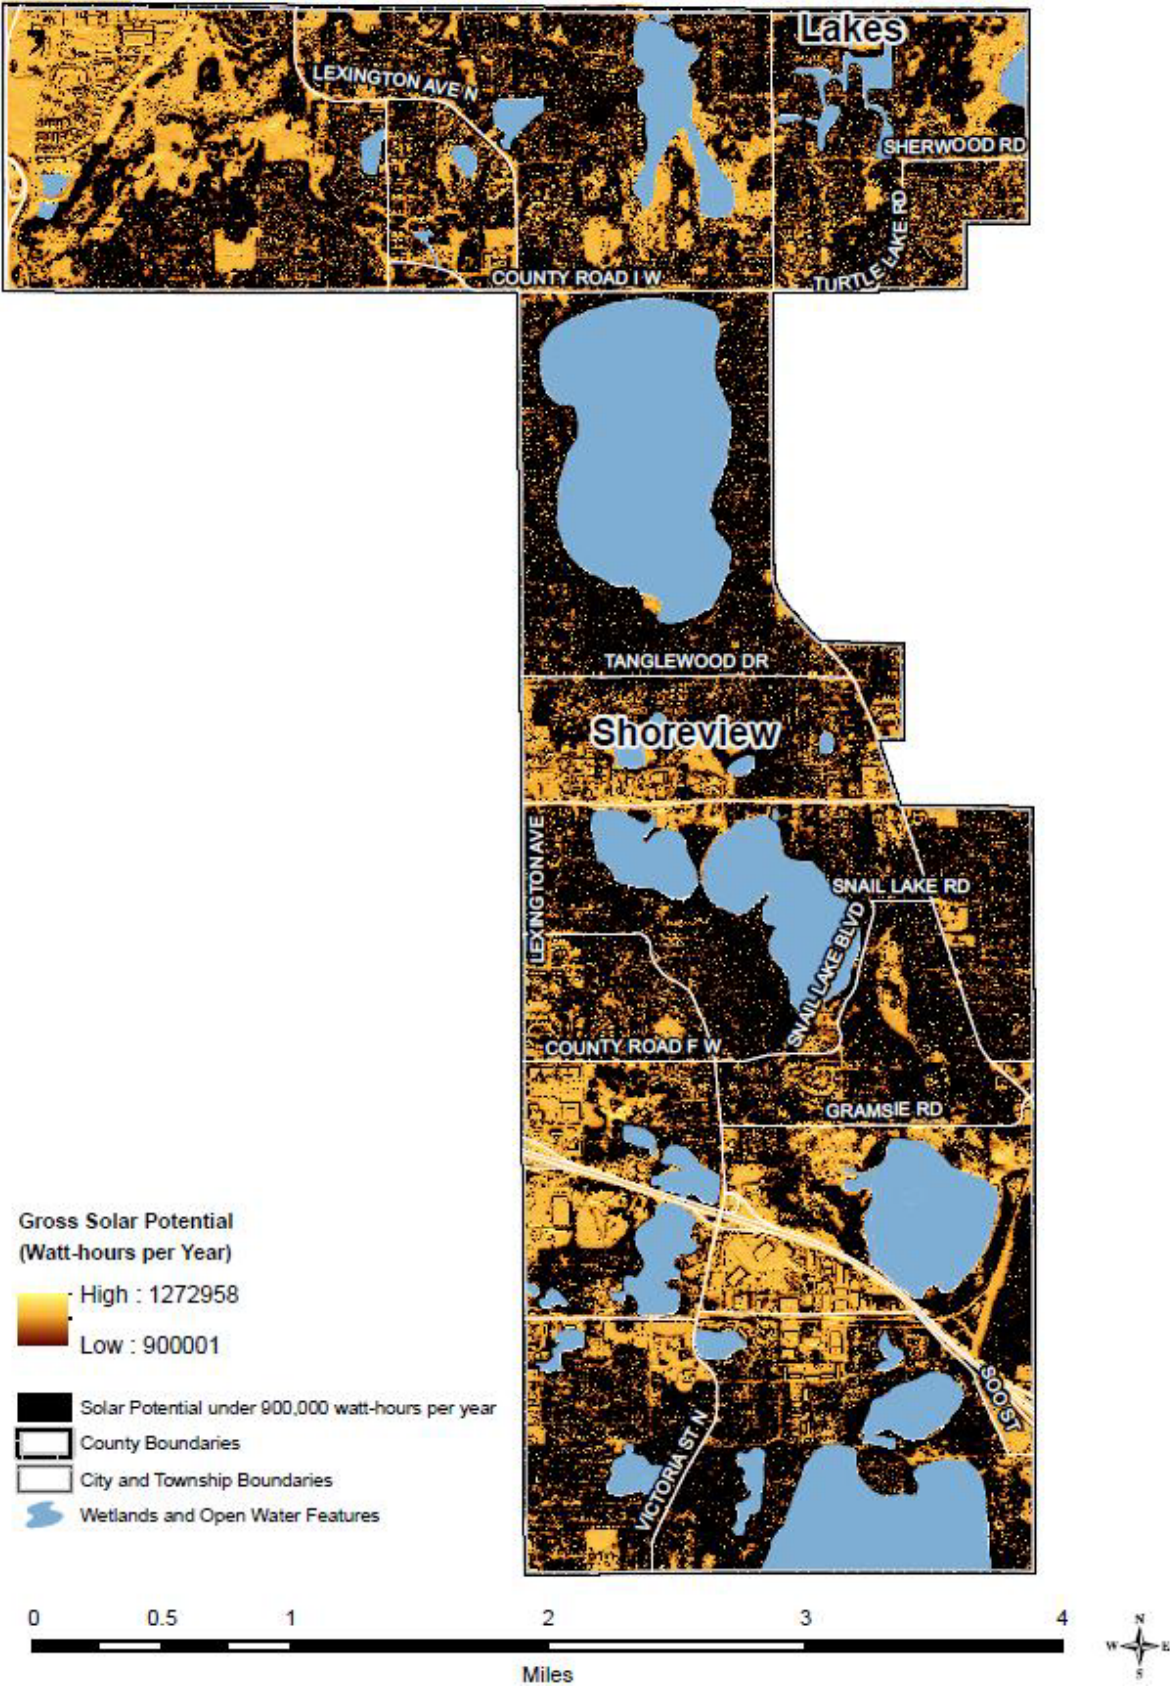 Lakes
LEXINGTON AVE N
SHERWOOD RD
TURTLE LAKE RD
COUNTY ROAD I W
TANGLEWOOD DR
Shoreview
LEXINGTON AVE
SNAIL LAKE RD
SNAIL LAKE BLVD
COUNTY ROAD F W
GRAMSIE RD
SOO ST
VICTORIA ST N
Gross Solar Potential
(Watt-hours per Year)
High : 1272958
Low : 900001
Solar Potential under 900,000 watt-hours per year
County Boundaries
City and Township Boundaries
Wetlands and Open Water Features
0 0.5 1 2 3 4
Miles
N
W E
S